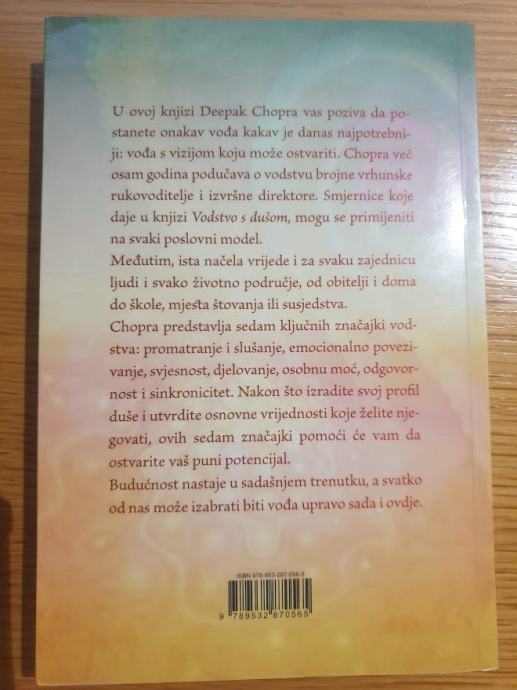 U ovoj knjizi Deepak Chopra vas poziva da po-
stanete onakav vođa kakav je danas najpotrebni-
ji: vođa s vizijom koju može ostvariti. Chopra već
osam godina podučava o vodstvu brojne vrhunske
rukovoditelje i izvršne direktore. Smjernice koje
daje u knjizi Vodstvo s dušom, mogu se primijeniti
na svaki poslovni model.
Međutim, ista načela vrijede i za svaku zajednicu
ljudi i svako životno područje, od obitelji i doma
do škole, mjesta štovanja ili susjedstva.
Chopra predstavlja sedam ključnih značajki vod-
stva: promatranje i slušanje, emocionalno povezi-
vanje, svjesnost, djelovanje, osobnu moć, odgovor-
nost i sinkronicitet. Nakon što izradite svoj profil
duše i utvrdite osnovne vrijednosti koje želite nje-
govati, ovih sedam značajki pomoći će vam da
ostvarite vaš puni potencijal.
Budućnost nastaje u sadašnjem trenutku, a svatko
od nas može izabrati biti vođa upravo sada i ovdje.
ISBN 978-953-287-056-5
9 789532 870565